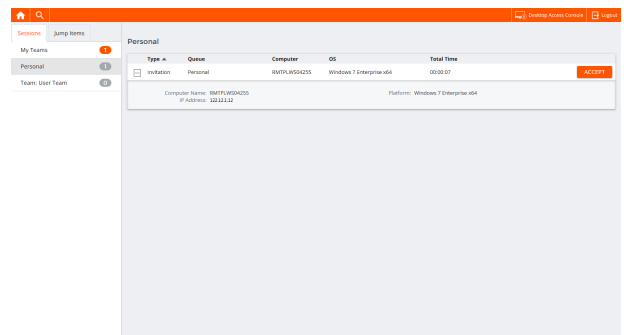 Desktop Access Console Logout
Sessions Jump Items
My Teams 1
Personal 1
Team: User Team 0
Personal
Type Queue Computer OS Total Time
Invitation Personal RMTPLWS04255 Windows 7 Enterprise x64 00:00:07 ACCEPT
Computer Name: RMTPLWS04255 Platform: Windows 7 Enterprise x64
IP Address: 122.12.1.12